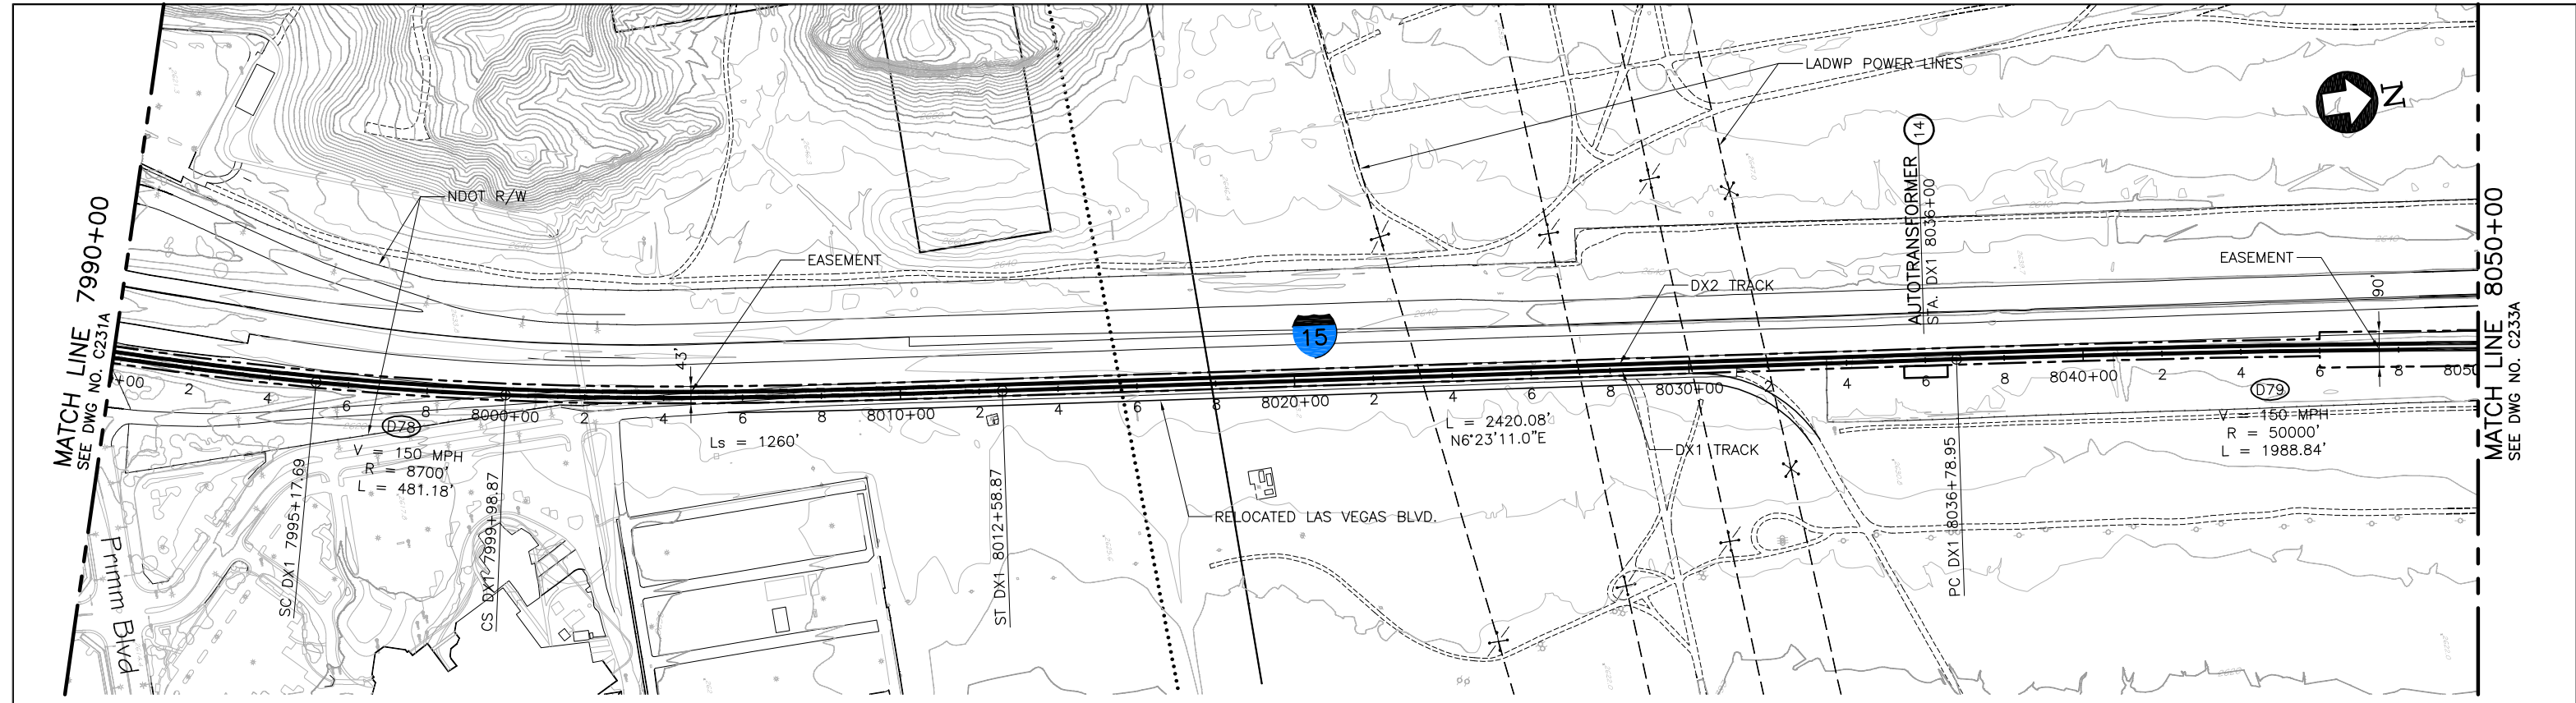 MATCH LINE 7990+00
SEE DWG NO. C231A
NDOT R/W
EASEMENT
43'
15
LADWP POWER LINES
DX2 TRACK
AUTOTRANSFORMER
STA. DX1 8036+00
14
N
EASEMENT
90'
MATCH LINE 8050+00
SEE DWG NO. C233A
+00
2
4
6
8
8000+00
2
4
6
8
8010+00
2
4
6
8
8020+00
2
4
6
8
8030+00
2
4
6
8
8040+00
2
4
6
8
8050
D78
V = 150 MPH
R = 8700'
L = 481.18'
SC DX1 7995+17.69
CS DX1 7999+98.87
Ls = 1260'
ST DX1 8012+58.87
RELOCATED LAS VEGAS BLVD.
L = 2420.08'
N6°23'11.0"E
DX1 TRACK
PC DX1 8036+78.95
D79
V = 150 MPH
R = 50000'
L = 1988.84'
Primm Blvd